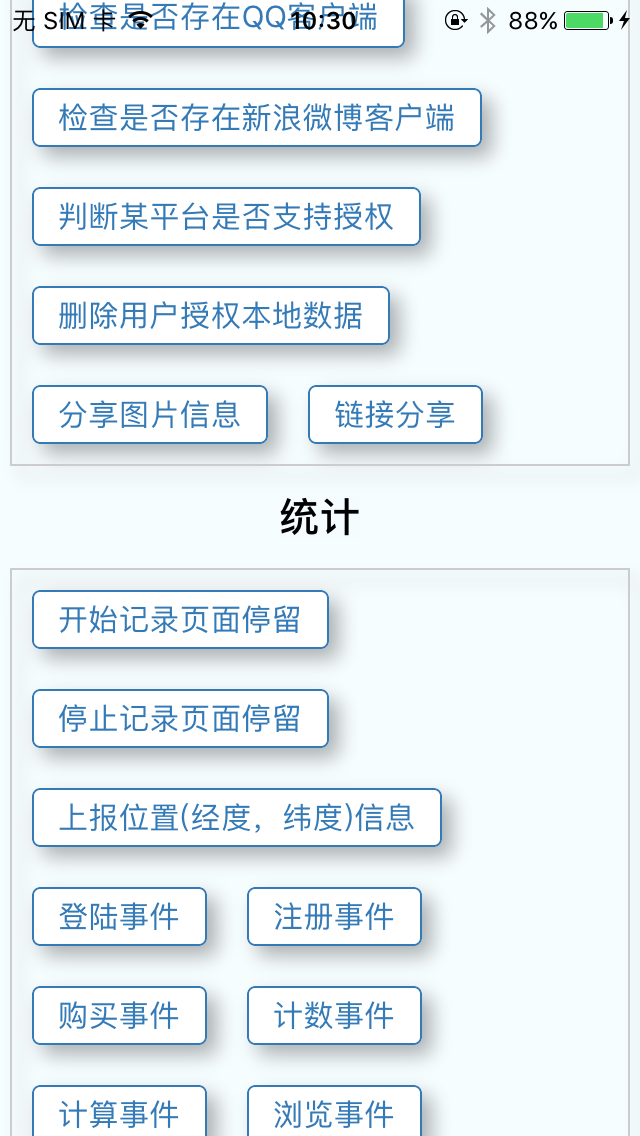 无 SIM 卡 10:30 88%
检查是否存在QQ客户端
检查是否存在新浪微博客户端
判断某平台是否支持授权
删除用户授权本地数据
分享图片信息 链接分享
统计
开始记录页面停留
停止记录页面停留
上报位置(经度，纬度)信息
登陆事件 注册事件
购买事件 计数事件
计算事件 浏览事件